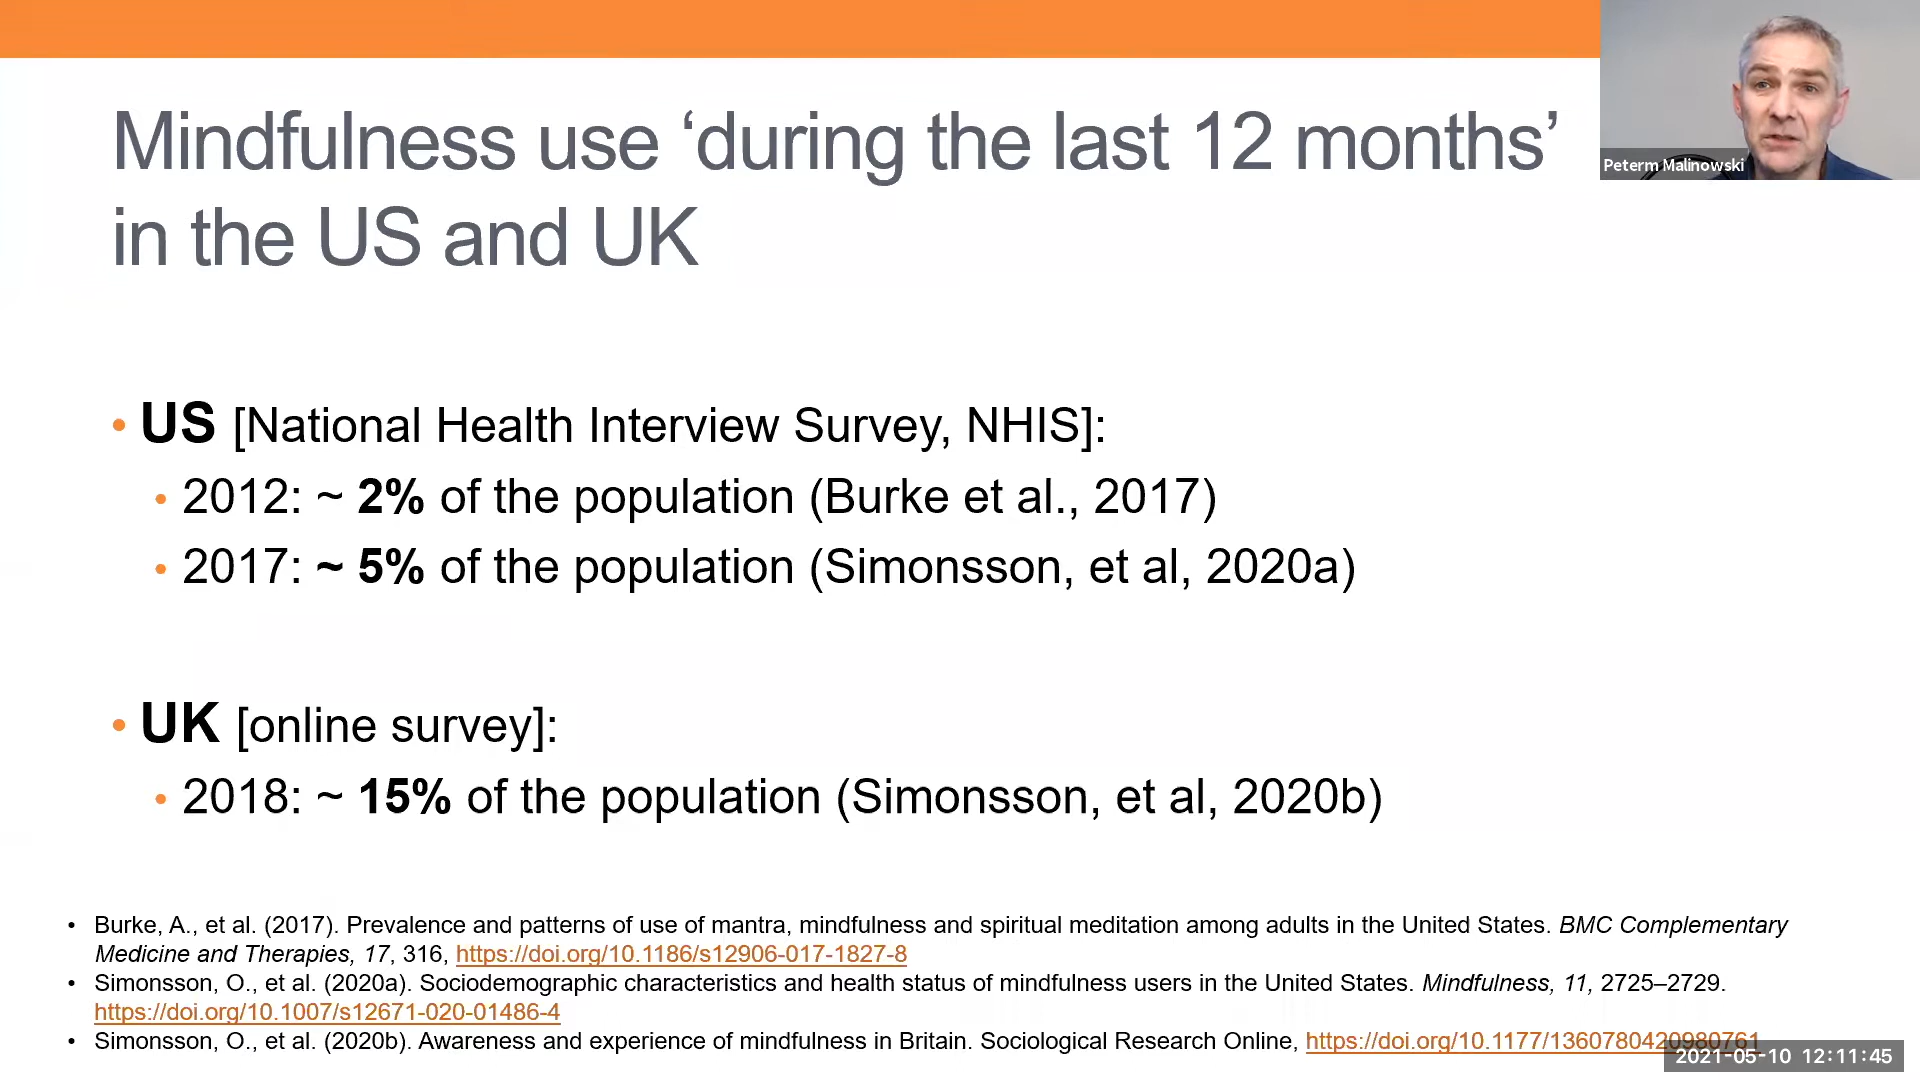 Mindfulness use ‘during the last 12 months’
in the US and UK
Peterm Malinowski
• US [National Health Interview Survey, NHIS]:
• 2012: ~ 2% of the population (Burke et al., 2017)
• 2017: ~ 5% of the population (Simonsson, et al, 2020a)
• UK [online survey]:
• 2018: ~ 15% of the population (Simonsson, et al, 2020b)
• Burke, A., et al. (2017). Prevalence and patterns of use of mantra, mindfulness and spiritual meditation among adults in the United States. BMC Complementary
Medicine and Therapies, 17, 316, https://doi.org/10.1186/s12906-017-1827-8
• Simonsson, O., et al. (2020a). Sociodemographic characteristics and health status of mindfulness users in the United States. Mindfulness, 11, 2725–2729.
https://doi.org/10.1007/s12671-020-01486-4
• Simonsson, O., et al. (2020b). Awareness and experience of mindfulness in Britain. Sociological Research Online, https://doi.org/10.1177/1360780420980761
2021-05-10 12:11:45